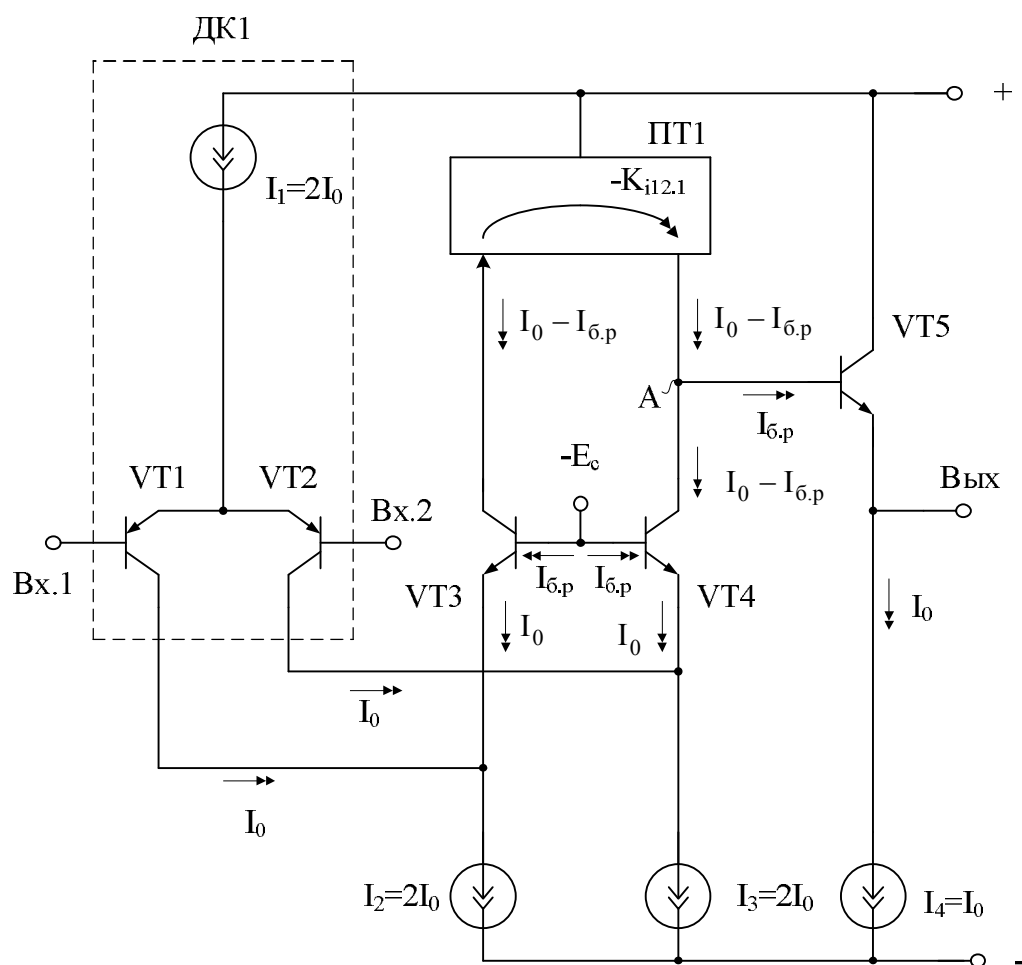 ДК1
+
ПТ1
-Ki12.1
I1=2I0
I0 – Iб.р
I0 – Iб.р
VT5
A
Iб.р
-Ec
I0 – Iб.р
Вых
VT1
VT2
Вх.2
Вх.1
Iб.р
Iб.р
VT3
VT4
I0
I0
I0
I0
I0
I2=2I0
I3=2I0
I4=I0
-